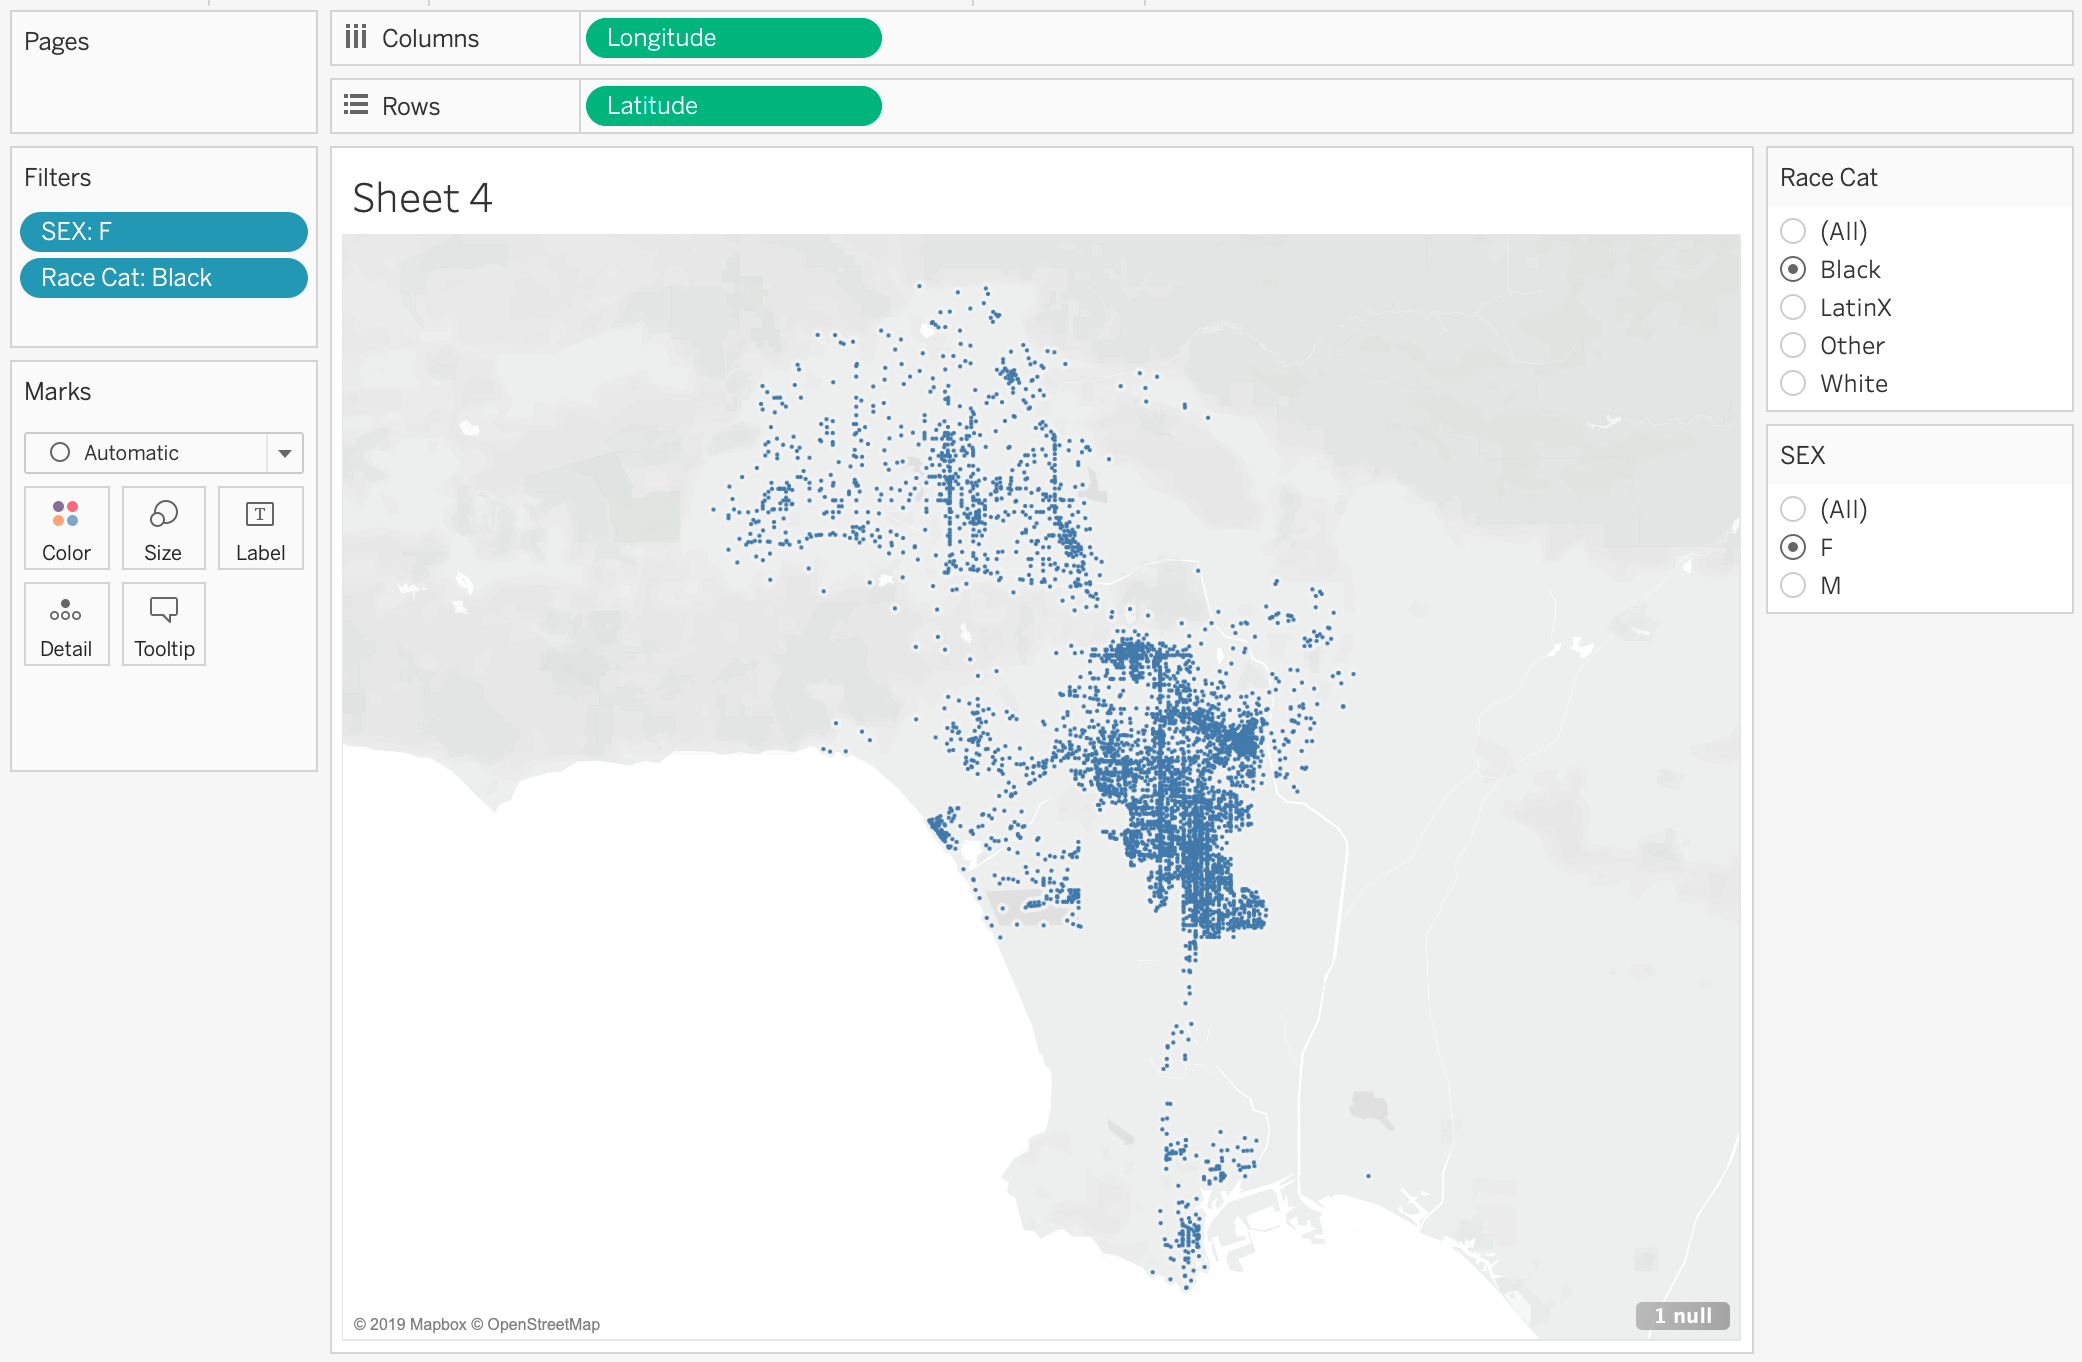 Pages
Columns
Longitude
Rows
Latitude
Filters
SEX: F
Race Cat: Black
Marks
Automatic
Color
Size
T
Label
Detail
Tooltip
Sheet 4
© 2019 Mapbox © OpenStreetMap
1 null
Race Cat
(All)
Black
LatinX
Other
White
SEX
(All)
F
M